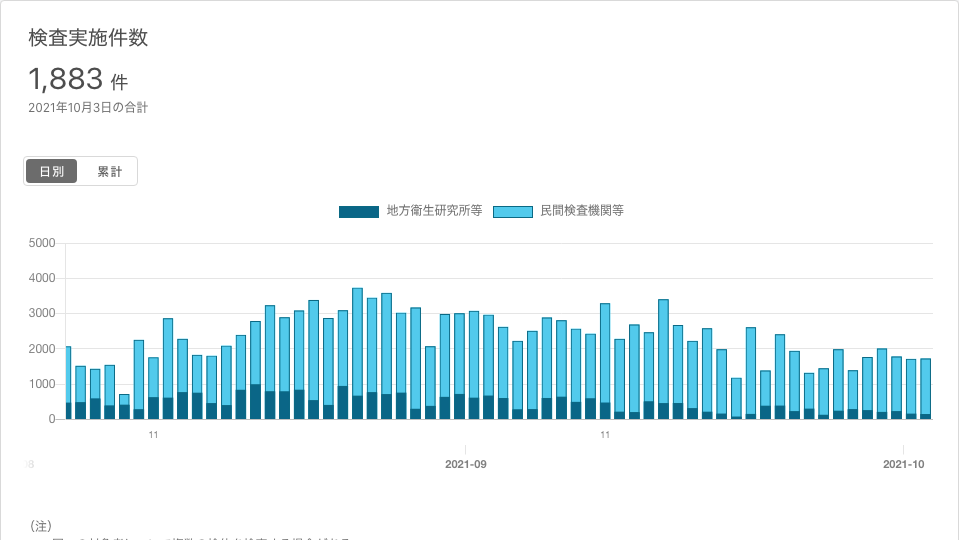 検査実施件数
1,883 件
2021年10月3日の合計
日別 累計
地方衛生研究所等 民間検査機関等
5000
4000
3000
2000
1000
0
11 11
8 2021-09 2021-10
（注）